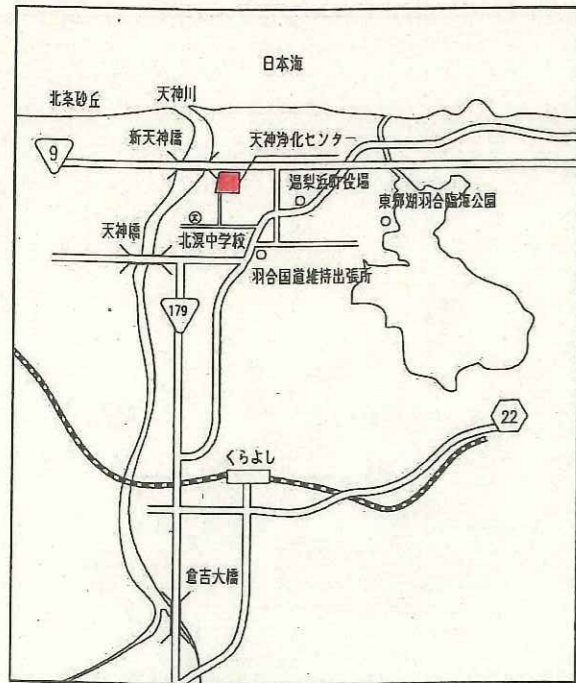 日本海
北条砂丘
天神川
新天神橋
天神浄化センター
9
湯梨浜町役場
東郷湖羽合臨海公園
文
天神橋
北溟中学校
羽合国道維持出張所
179
22
くらよし
倉吉大橋